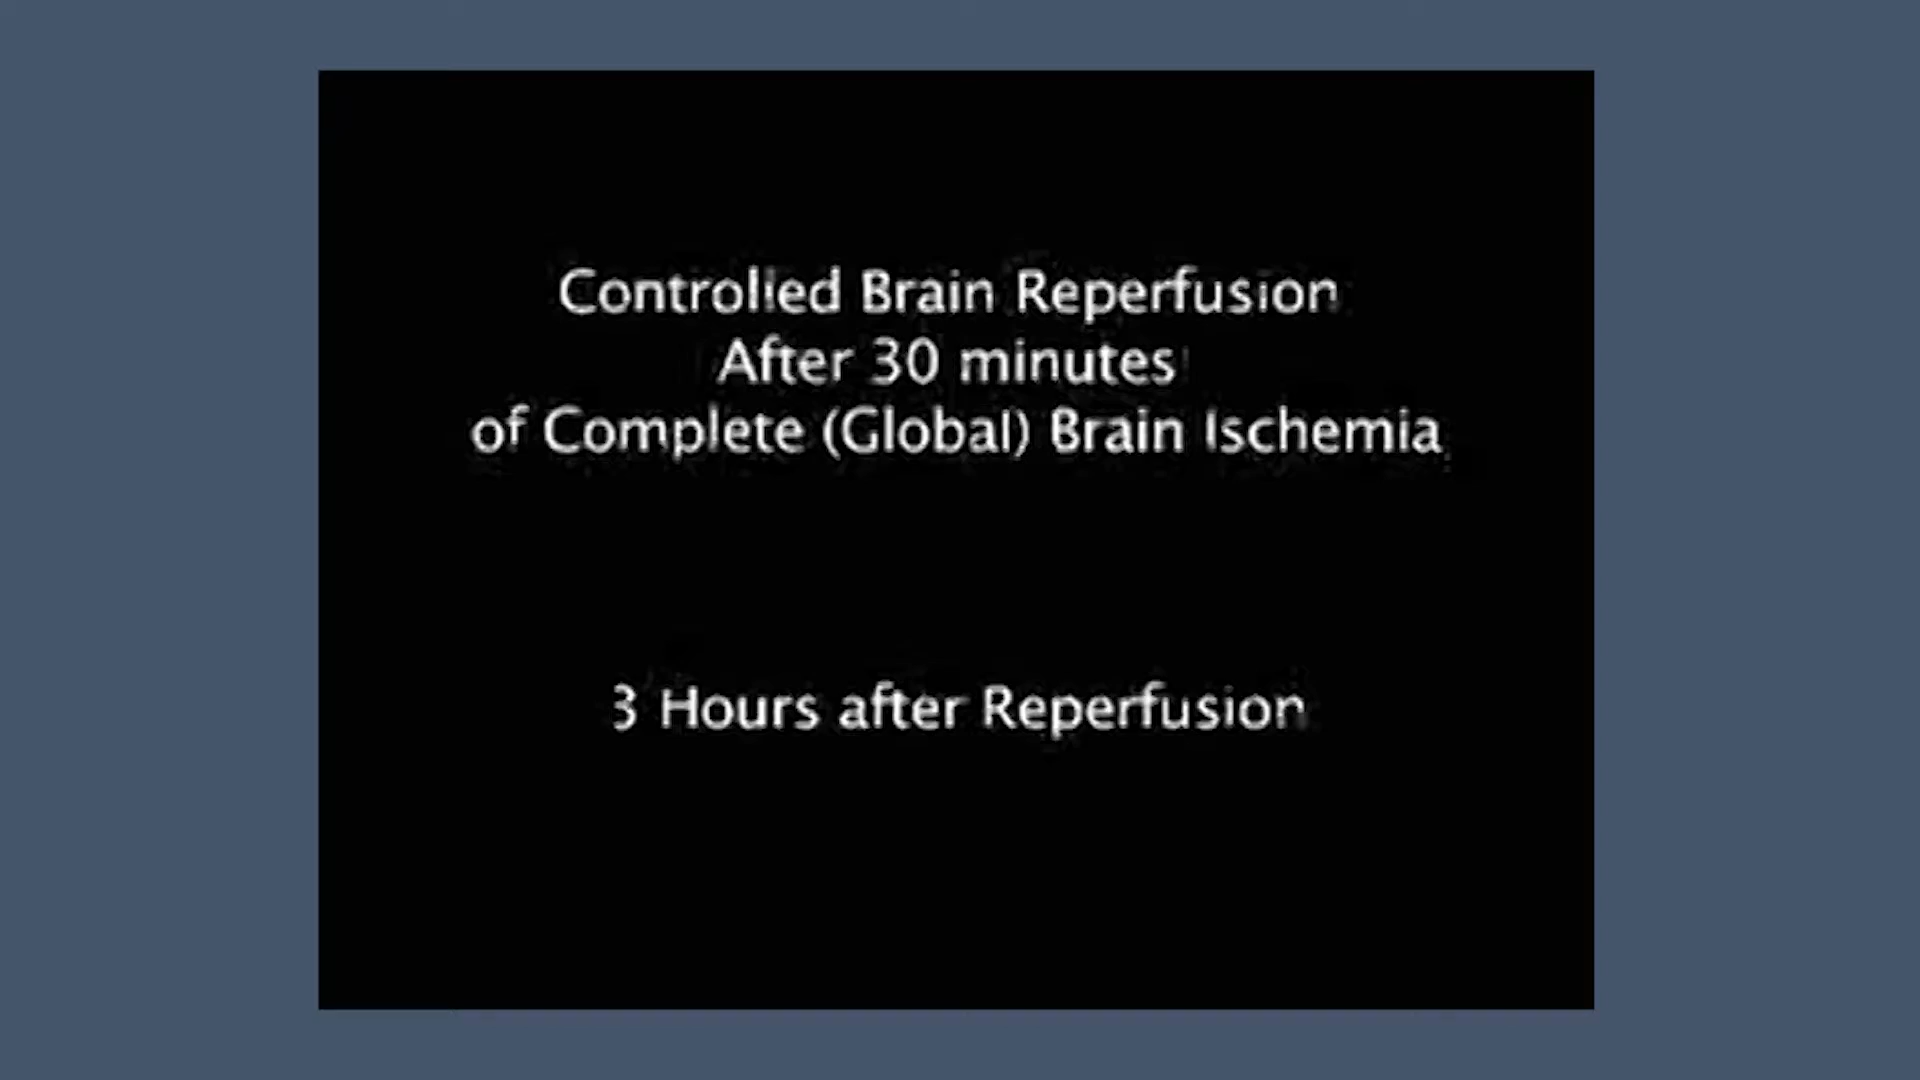 Controlled Brain Reperfusion
After 30 minutes
of Complete (Global) Brain Ischemia
3 Hours after Reperfusion